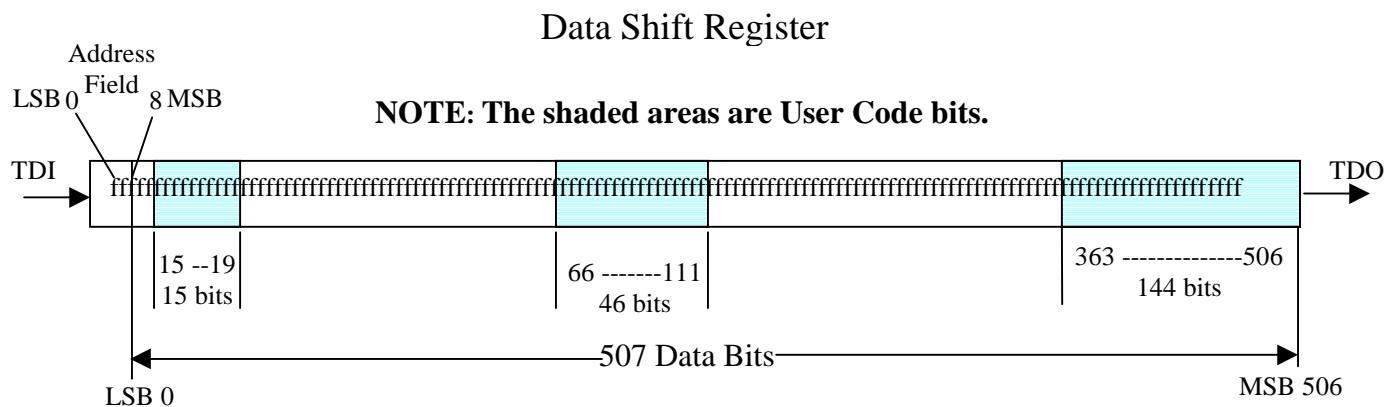 Data Shift Register
Address
Field
LSB 0 8 MSB
NOTE: The shaded areas are User Code bits.
TDI
TDO
15 --19
15 bits
66 -------111
46 bits
363 --------------506
144 bits
507 Data Bits
LSB 0
MSB 506